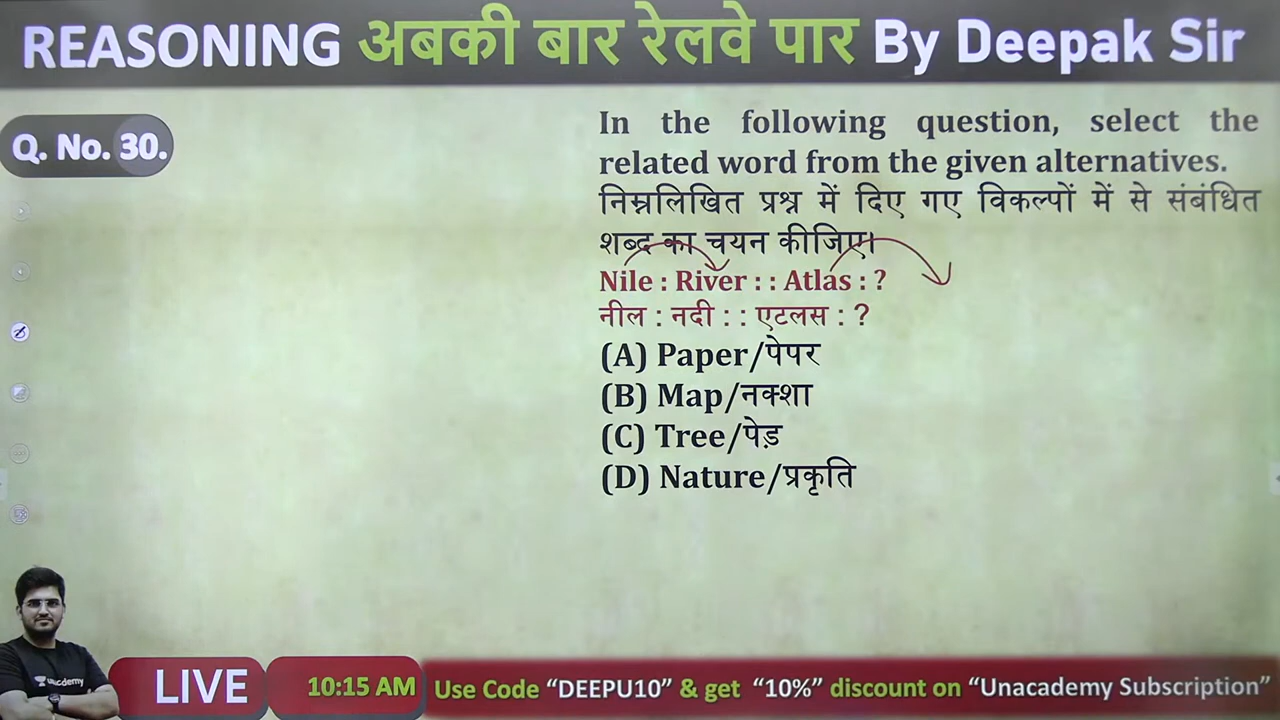 REASONING अबकी बार रेलवे पार By Deepak Sir
Q. No. 30.
In the following question, select the
related word from the given alternatives.
निम्नलिखित प्रश्न में दिए गए विकल्पों में से संबंधित
शब्द का चयन कीजिए।
Nile : River : : Atlas : ?
नील : नदी : : एटलस : ?
(A) Paper/पेपर
(B) Map/नक्शा
(C) Tree/पेड़
(D) Nature/प्रकृति
unacdemy
LIVE
10:15 AM
Use Code “DEEPU10” & get “10%” discount on “Unacademy Subscription”